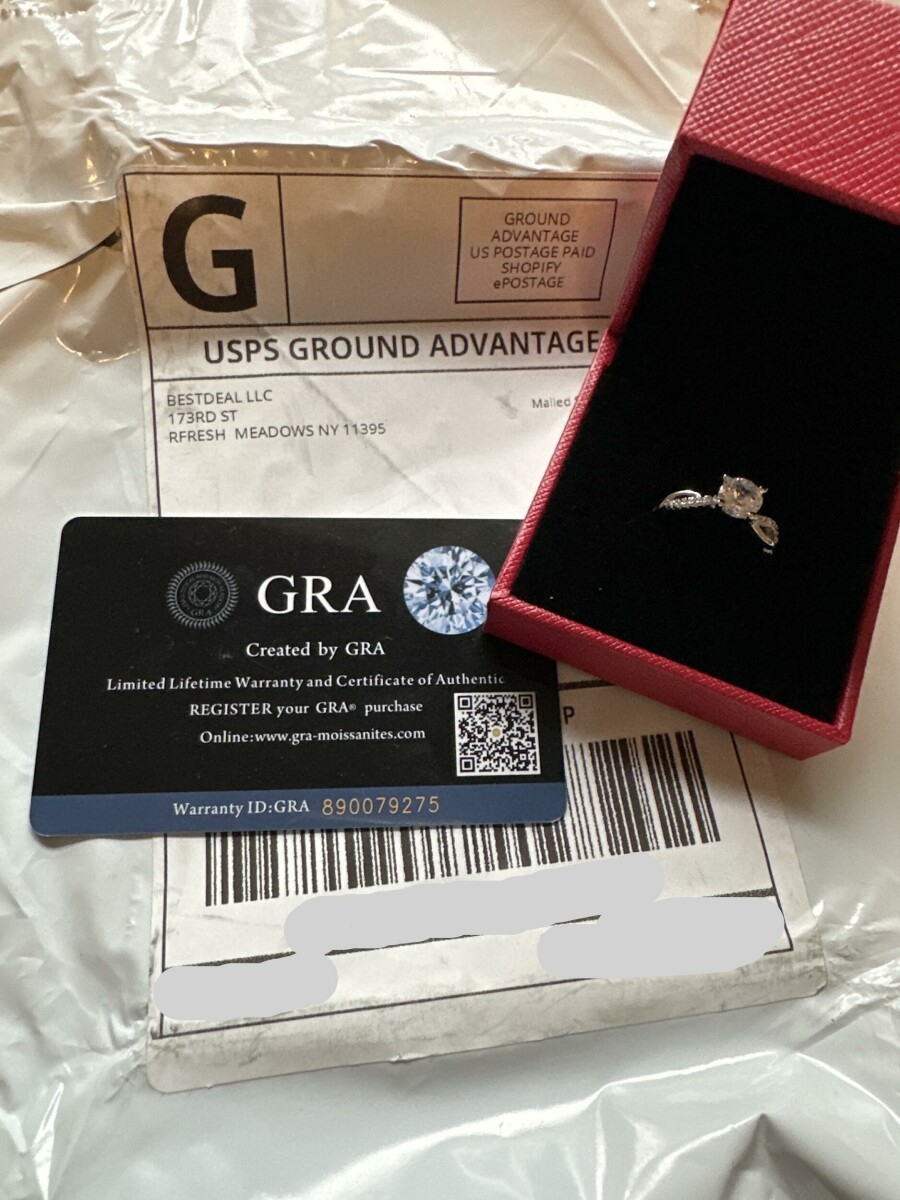 G
GROUND
ADVANTAGE
US POSTAGE PAID
SHOPIFY
ePOSTAGE
USPS GROUND ADVANTAGE
BESTDEAL LLC
173RD ST
RFRESH MEADOWS NY 11395
Mailed
GRA
GRA
Created by GRA
Limited Lifetime Warranty and Certificate of Authentic
REGISTER your GRA® purchase
Online:www.gra-moissanites.com
P
Warranty ID:GRA 890079275